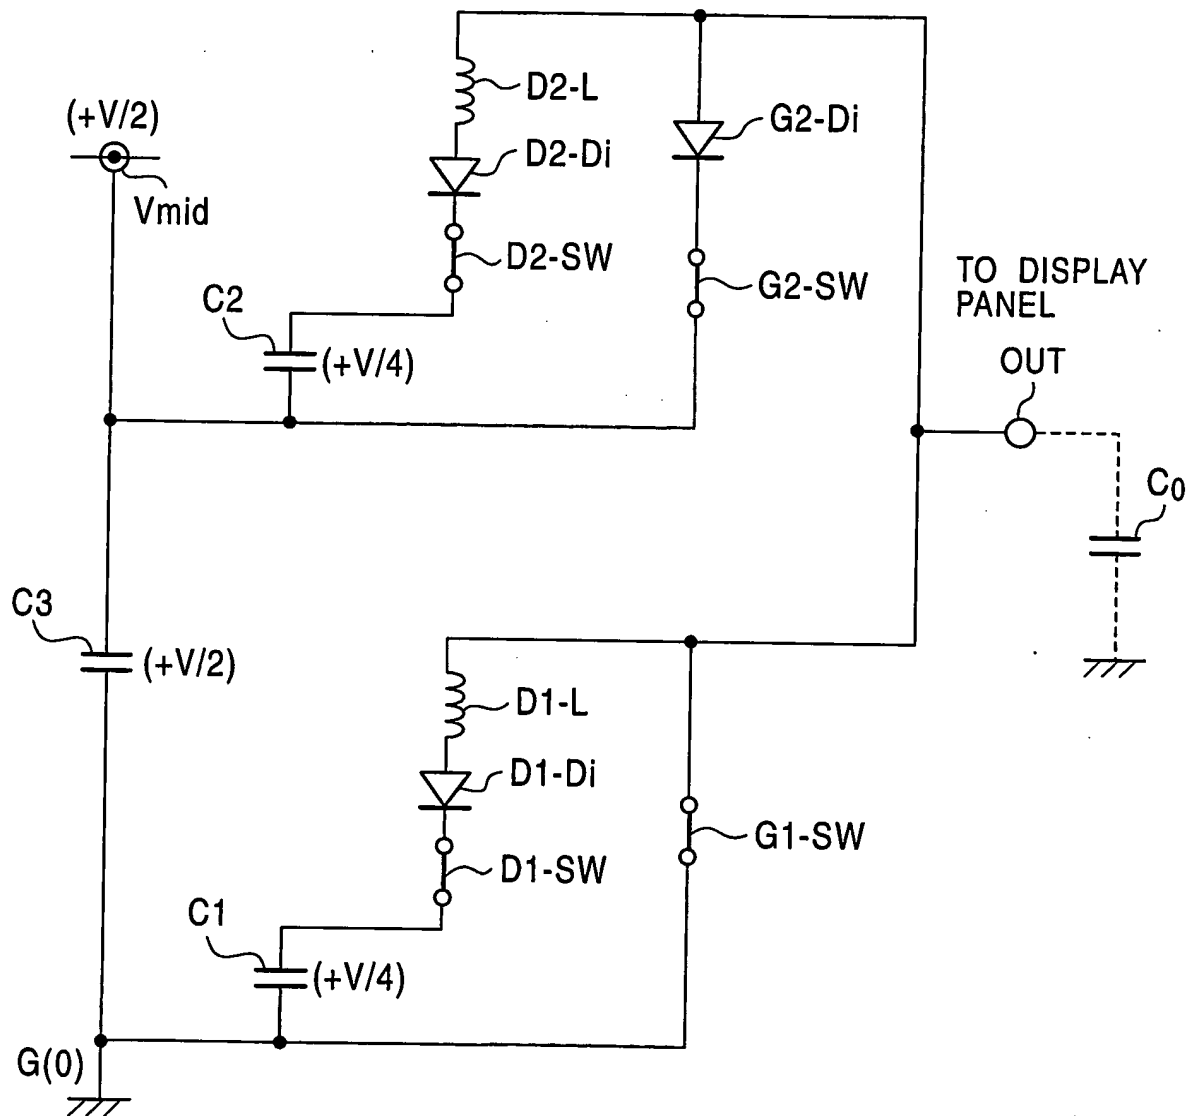 D2-L
(+V/2)
G2-Di
D2-Di
Vmid
D2-SW
G2-SW
TO DISPLAY
PANEL
C2
(+V/4)
OUT
C0
C3
(+V/2)
D1-L
D1-Di
G1-SW
D1-SW
C1
(+V/4)
G(0)